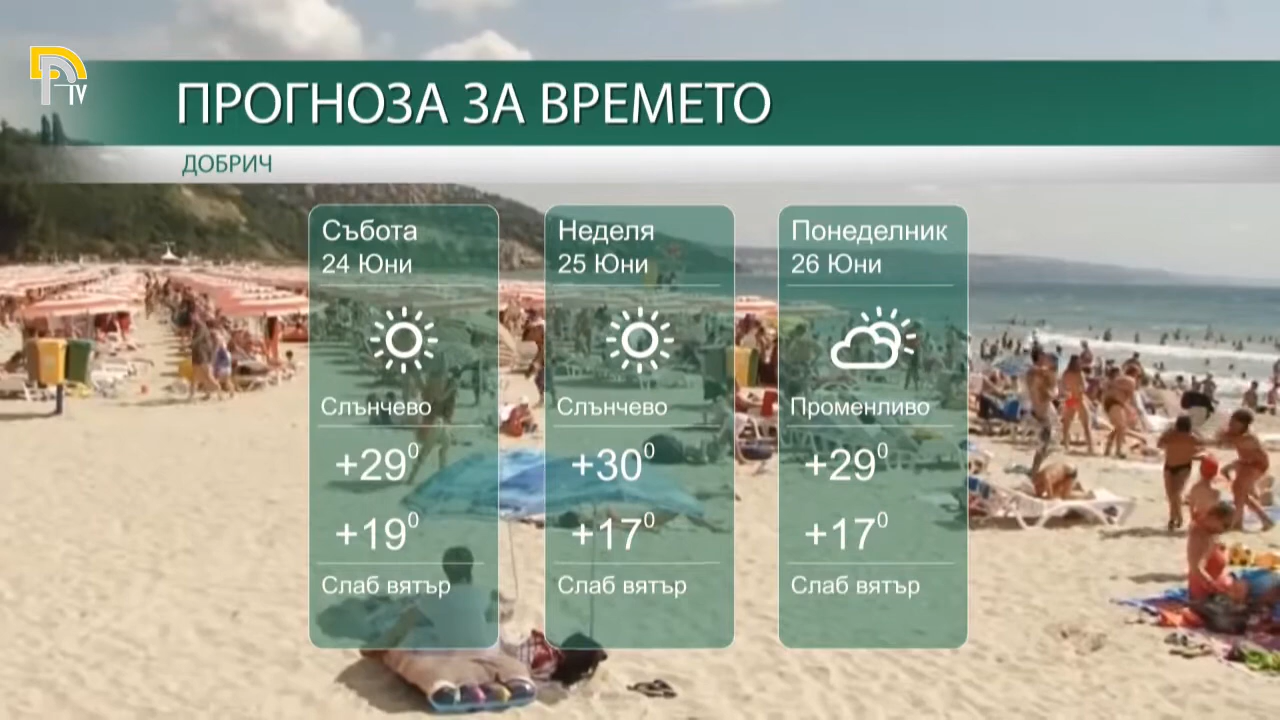 TV
ПРОГНОЗА ЗА ВРЕМЕТО
ДОБРИЧ
Събота
24 Юни
Слънчево
+29⁰
+19⁰
Слаб вятър
Неделя
25 Юни
Слънчево
+30⁰
+17⁰
Слаб вятър
Понеделник
26 Юни
Променливо
+29⁰
+17⁰
Слаб вятър